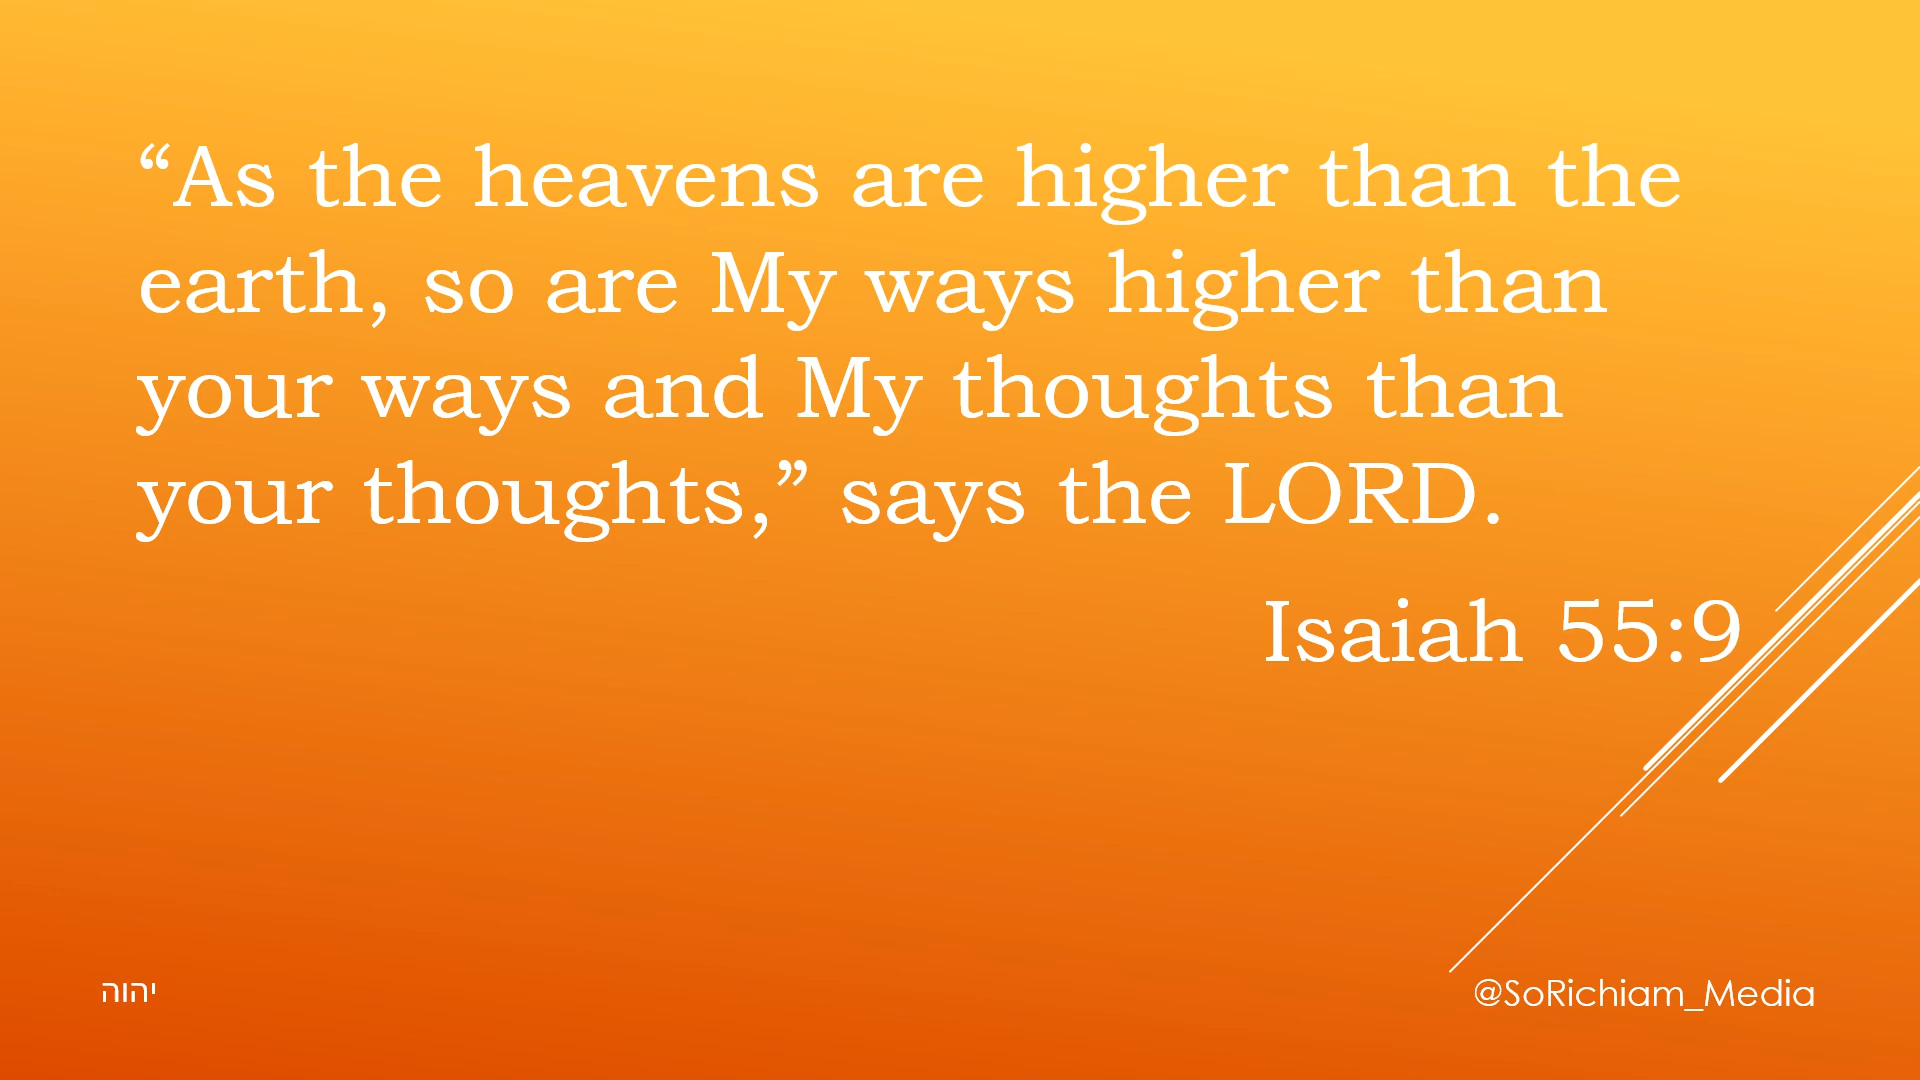 “As the heavens are higher than the
earth, so are My ways higher than
your ways and My thoughts than
your thoughts,” says the LORD.
Isaiah 55:9
יהוה
@SoRichiam_Media